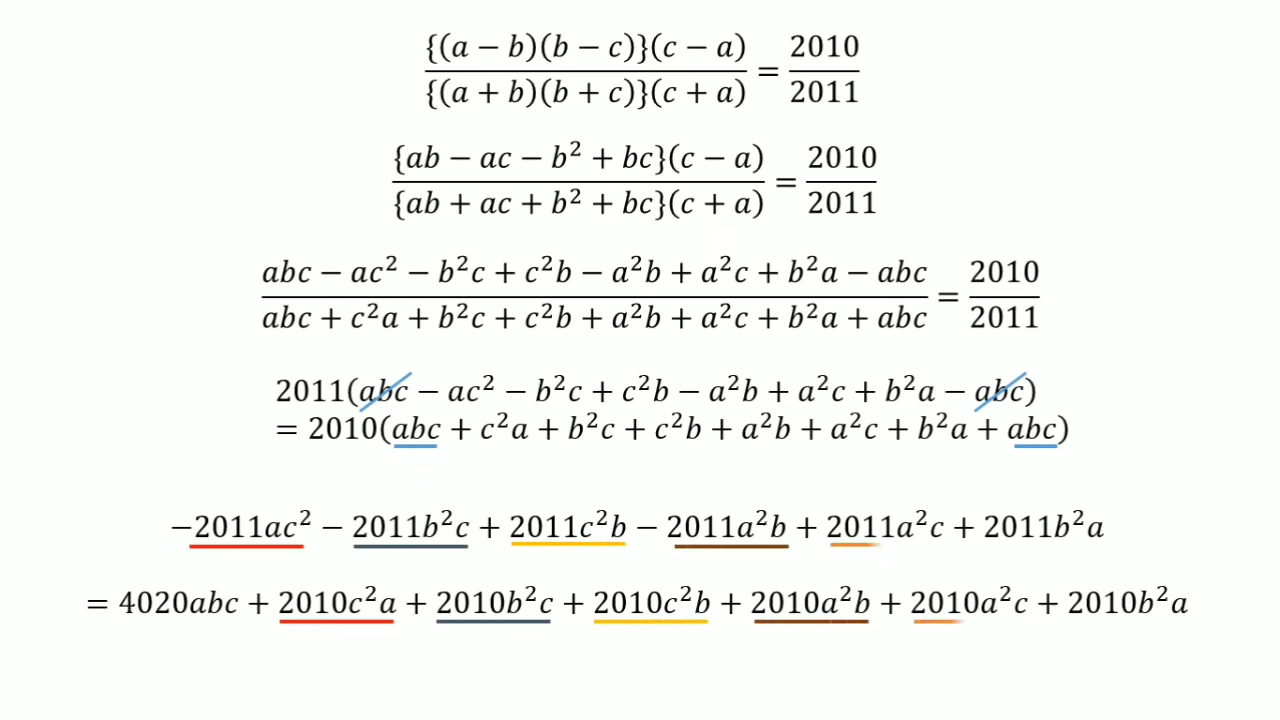 {(a − b)(b − c)}(c − a) / {(a + b)(b + c)}(c + a) = 2010 / 2011
{ab − ac − b² + bc}(c − a) / {ab + ac + b² + bc}(c + a) = 2010 / 2011
abc − ac² − b²c + c²b − a²b + a²c + b²a − abc / abc + c²a + b²c + c²b + a²b + a²c + b²a + abc = 2010 / 2011
2011(abc − ac² − b²c + c²b − a²b + a²c + b²a − abc)
= 2010(abc + c²a + b²c + c²b + a²b + a²c + b²a + abc)
−2011ac² − 2011b²c + 2011c²b − 2011a²b + 2011a²c + 2011b²a
= 4020abc + 2010c²a + 2010b²c + 2010c²b + 2010a²b + 2010a²c + 2010b²a